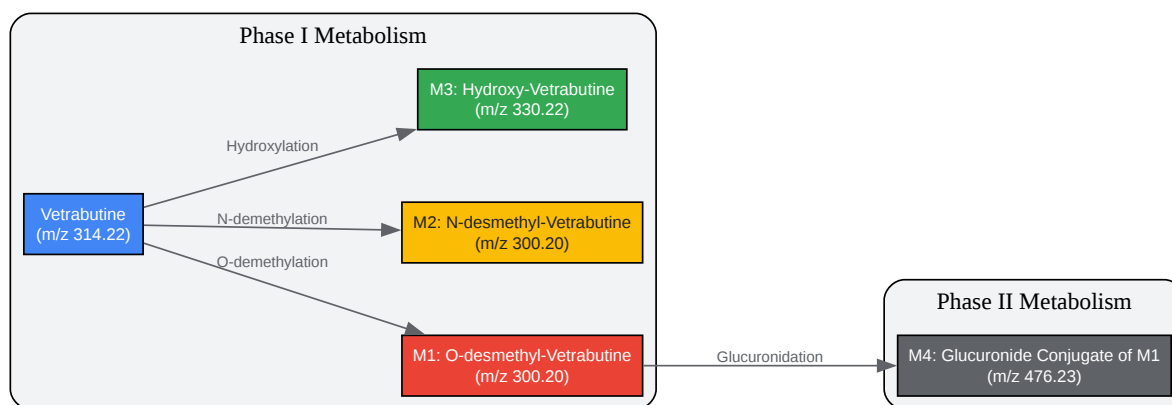 Phase I Metabolism
M3: Hydroxy-Vetrabutine
(m/z 330.22)
Hydroxylation
Vetrabutine
(m/z 314.22)
N-demethylation
M2: N-desmethyl-Vetrabutine
(m/z 300.20)
O-demethylation
M1: O-desmethyl-Vetrabutine
(m/z 300.20)
Glucuronidation
Phase II Metabolism
M4: Glucuronide Conjugate of M1
(m/z 476.23)